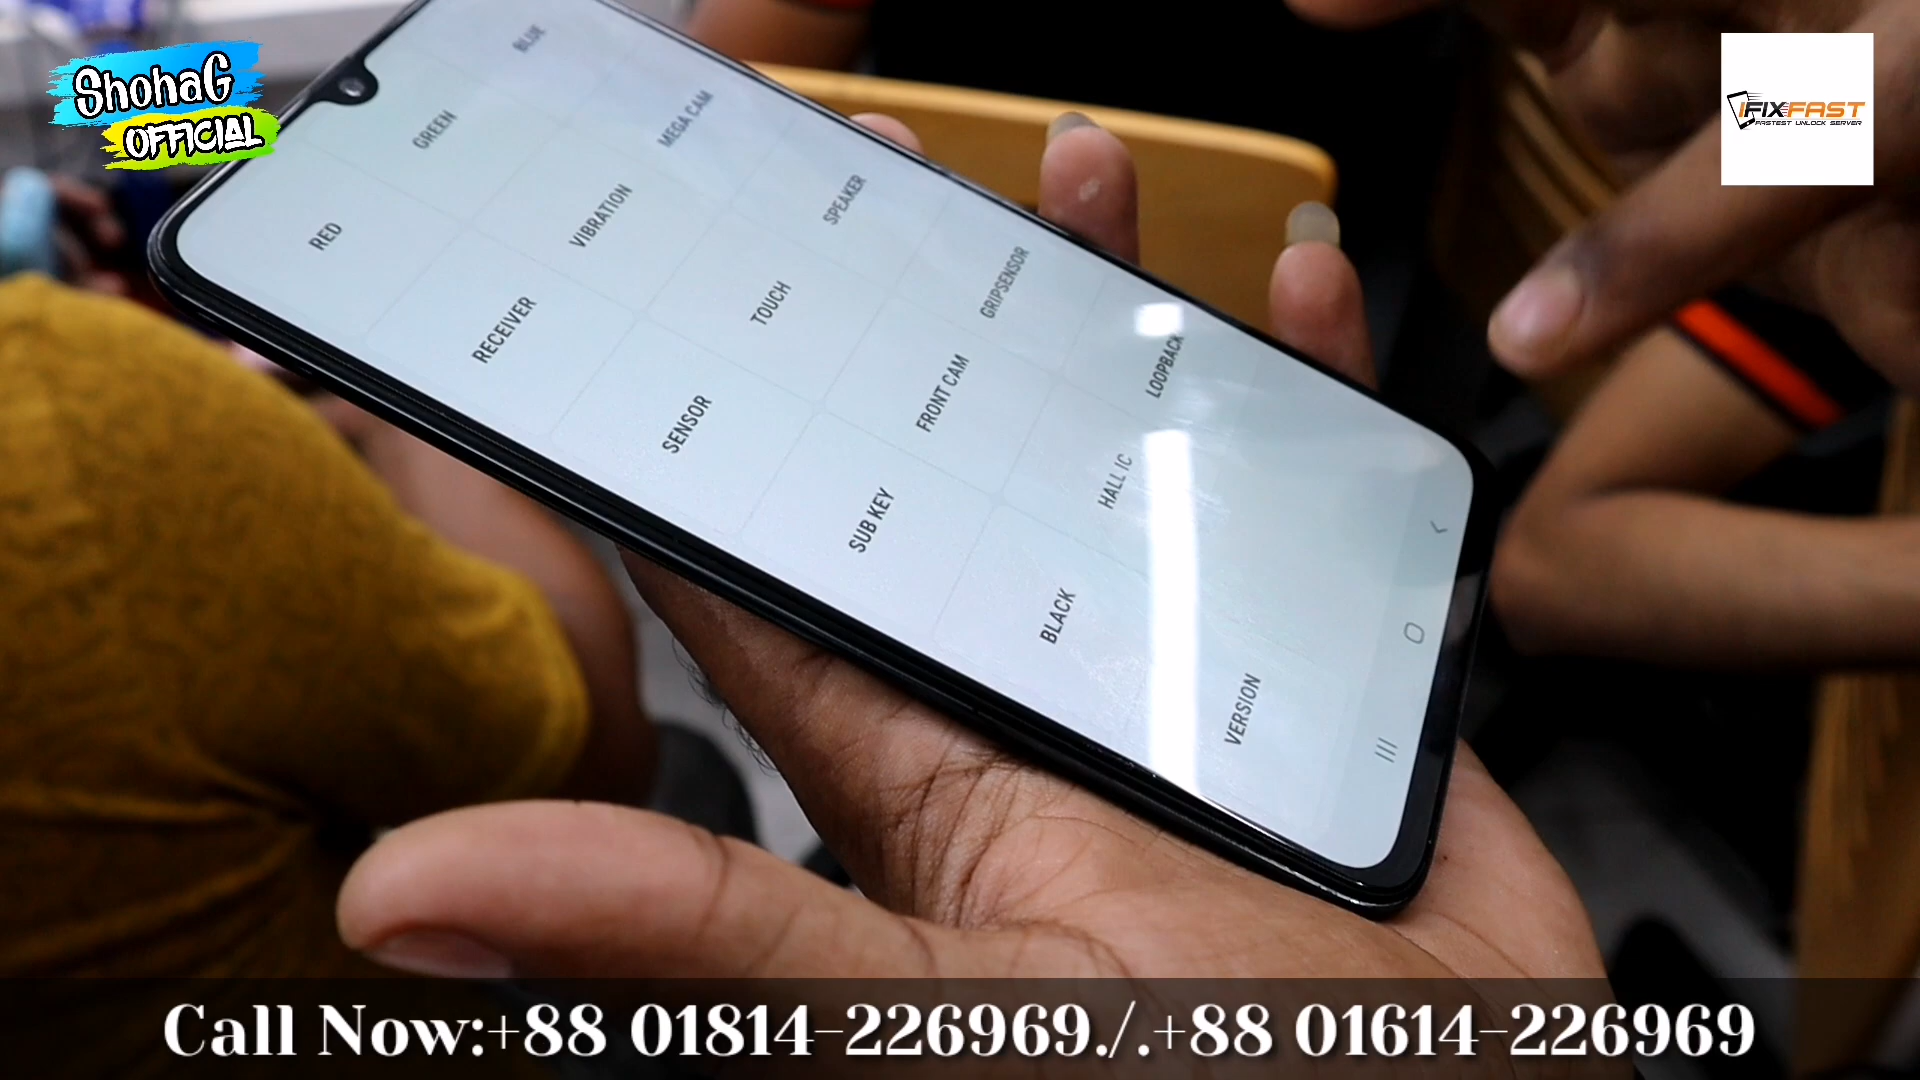 ShohaG
OFFICIAL
iFIXFAST
FASTEST UNLOCK SERVER
RED
GREEN
BLUE
RECEIVER
VIBRATION
MEGA CAM
SENSOR
TOUCH
SPEAKER
SUB KEY
FRONT CAM
GRIPSENSOR
BLACK
HALL IC
LOOPBACK
VERSION
Call Now:+88 01814-226969./.+88 01614-226969